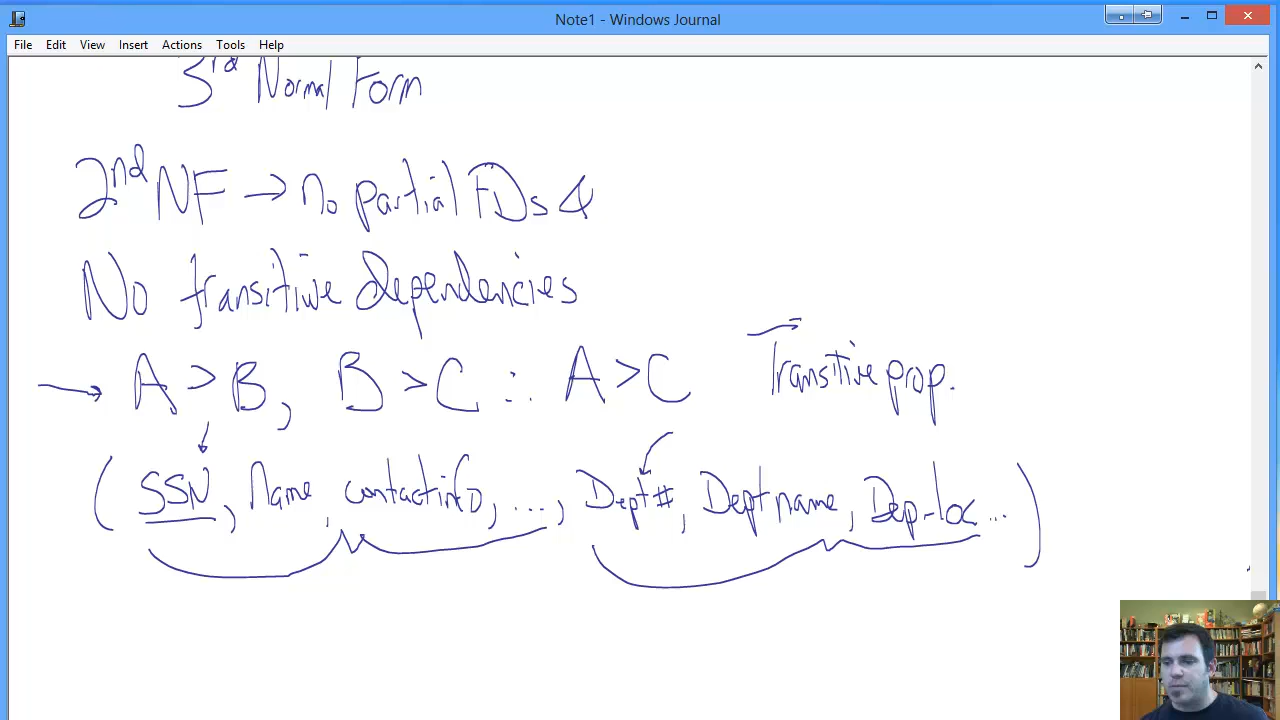 Note1 - Windows Journal
File Edit View Insert Actions Tools Help
3rd Normal Form
2nd NF → no partial FDs &
No transitive dependencies
→ A > B, B > C ∴ A > C Transitive prop.
(SSN, Name, contactinfo, ..., Dept#, Deptname, Dep-loc ...)